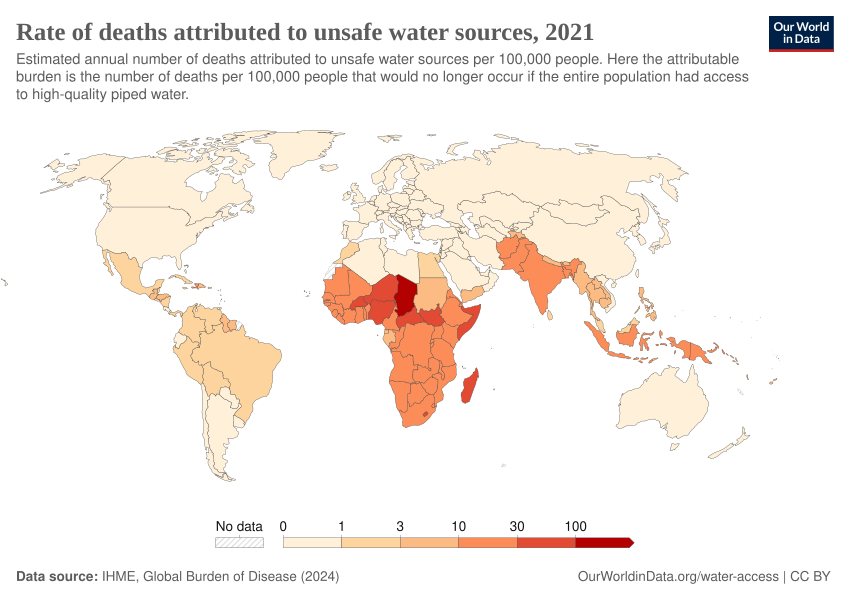 Rate of deaths attributed to unsafe water sources, 2021
Our World
in Data
Estimated annual number of deaths attributed to unsafe water sources per 100,000 people. Here the attributable
burden is the number of deaths per 100,000 people that would no longer occur if the entire population had access
to high-quality piped water.
No data
0
1
3
10
30
100
Data source: IHME, Global Burden of Disease (2024)
OurWorldinData.org/water-access | CC BY